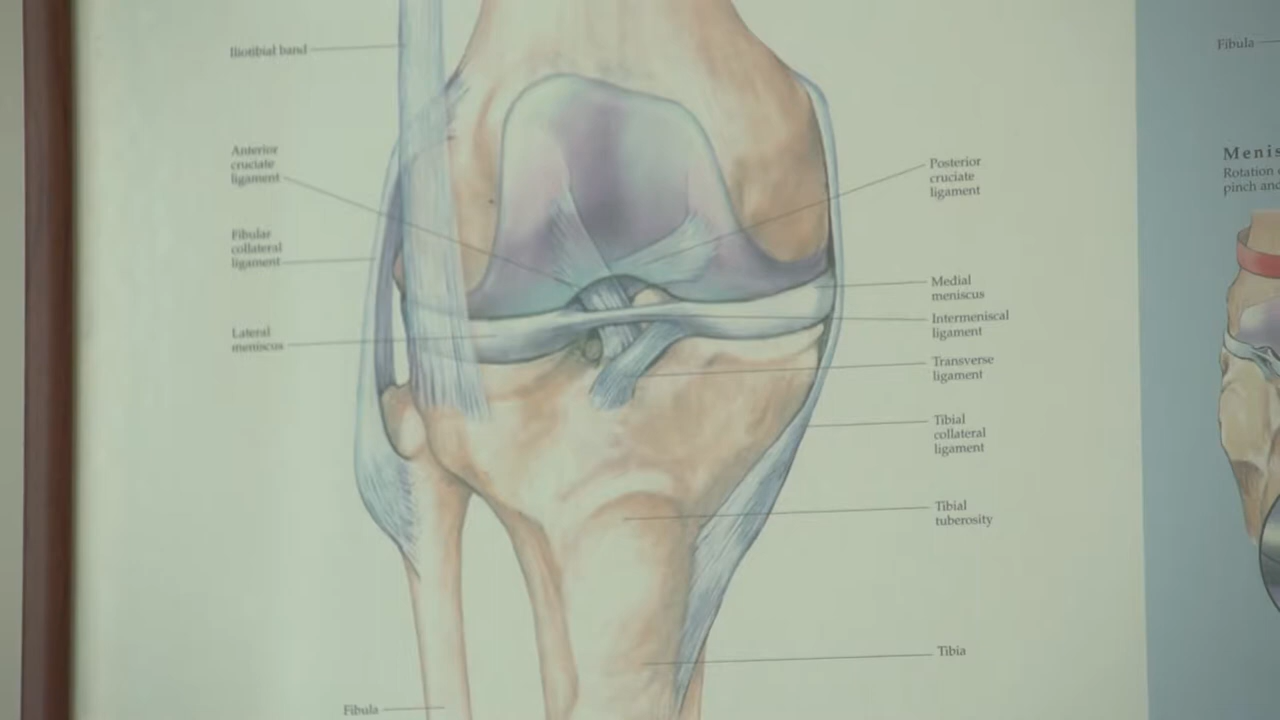 Iliotibial band
Anterior
cruciate
ligament
Fibular
collateral
ligament
Lateral
meniscus
Fibula
Posterior
cruciate
ligament
Medial
meniscus
Intermeniscal
ligament
Transverse
ligament
Tibial
collateral
ligament
Tibial
tuberosity
Tibia
Fibula
Menis
Rotation
pinch and